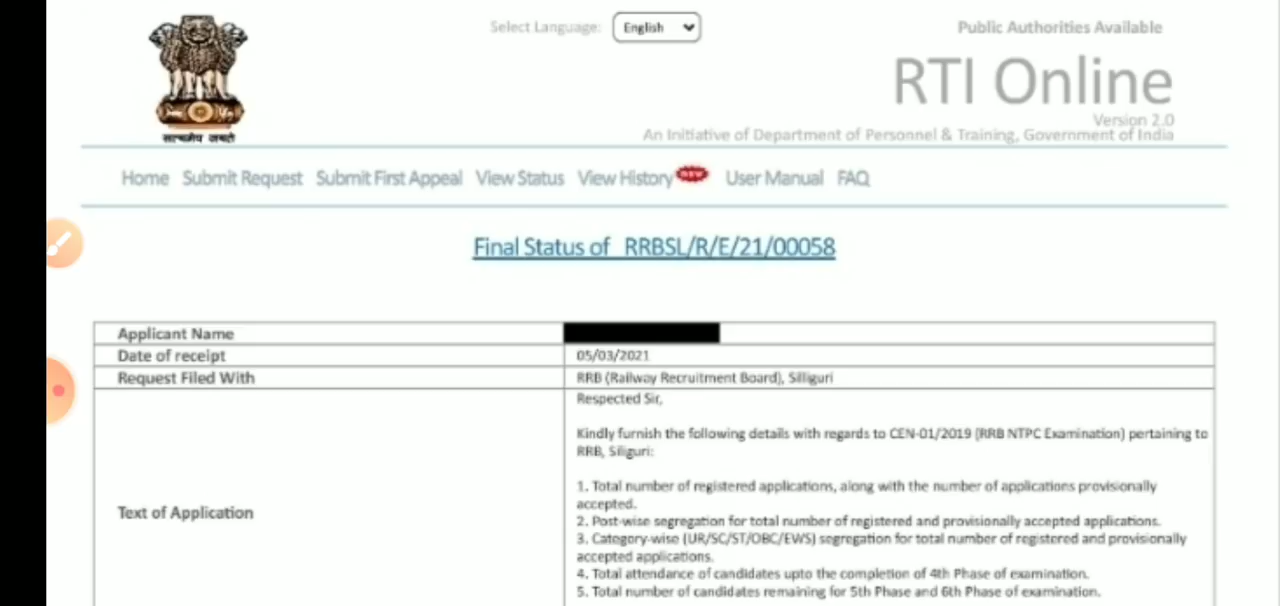 Select Language: English
Public Authorities Available
RTI Online
Version 2.0
An Initiative of Department of Personnel & Training, Government of India
सत्यमेव जयते
Home Submit Request Submit First Appeal View Status View History NEW User Manual FAQ
Final Status of RRBSL/R/E/21/00058
Applicant Name
Date of receipt 05/03/2021
Request Filed With RRB (Railway Recruitment Board), Silliguri
Text of Application
Respected Sir,
Kindly furnish the following details with regards to CEN-01/2019 (RRB NTPC Examination) pertaining to
RRB, Siliguri:
1. Total number of registered applications, along with the number of applications provisionally
accepted.
2. Post-wise segregation for total number of registered and provisionally accepted applications.
3. Category-wise (UR/SC/ST/OBC/EWS) segregation for total number of registered and provisionally
accepted applications.
4. Total attendance of candidates upto the completion of 4th Phase of examination.
5. Total number of candidates remaining for 5th Phase and 6th Phase of examination.